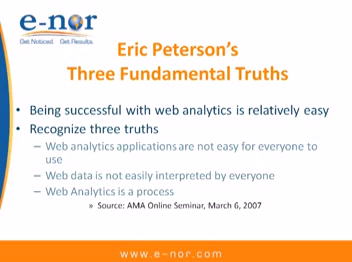 e-nor
Get Noticed. Get Results.
Eric Peterson's
Three Fundamental Truths
• Being successful with web analytics is relatively easy
• Recognize three truths
– Web analytics applications are not easy for everyone to
use
– Web data is not easily interpreted by everyone
– Web Analytics is a process
» Source: AMA Online Seminar, March 6, 2007
www.e-nor.com